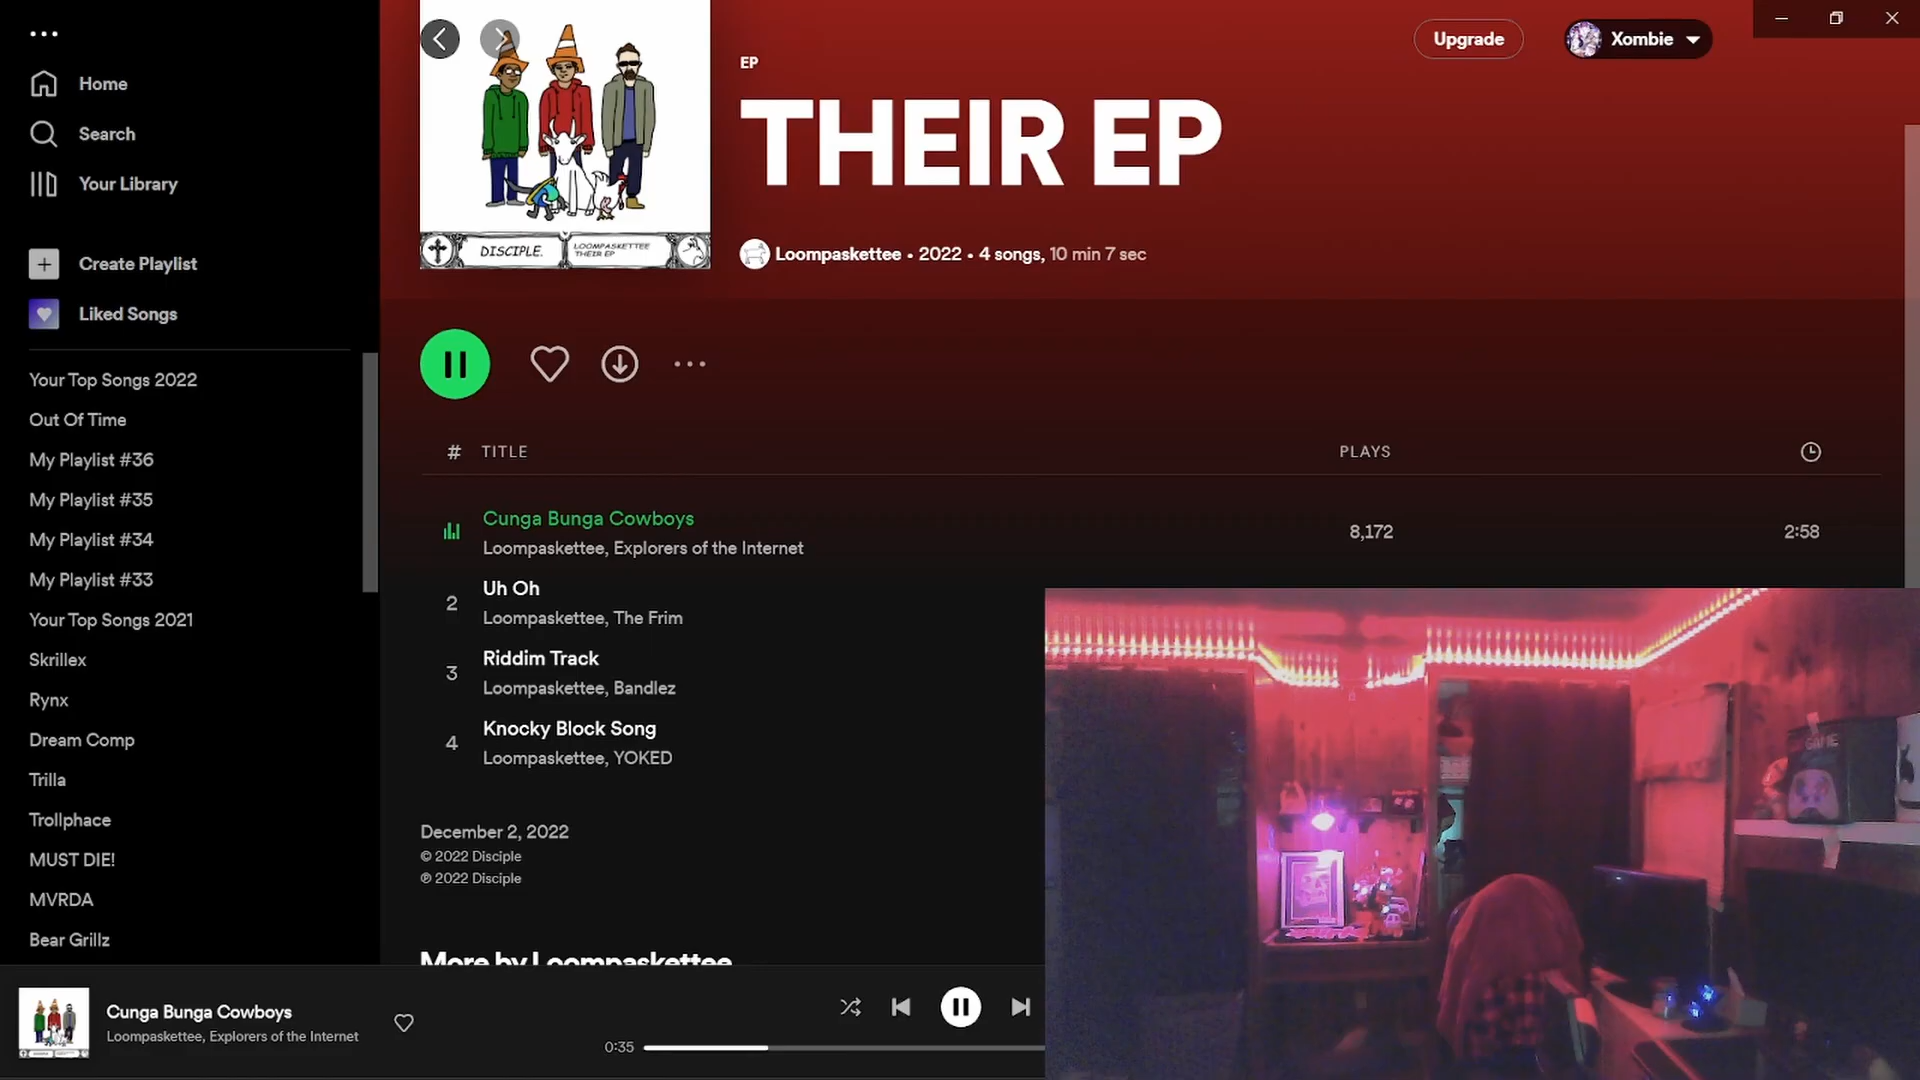 Home
Search
Your Library
Create Playlist
Liked Songs
Your Top Songs 2022
Out Of Time
My Playlist #36
My Playlist #35
My Playlist #34
My Playlist #33
Your Top Songs 2021
Skrillex
Rynx
Dream Comp
Trilla
Trollphace
MUST DIE!
MVRDA
Bear Grillz
Upgrade
Xombie
DISCIPLE.
LOOMPASKETTEE
THEIR EP
EP
THEIR EP
Loompaskettee • 2022 • 4 songs, 10 min 7 sec
# TITLE PLAYS
Cunga Bunga Cowboys
Loompaskettee, Explorers of the Internet
8,172
2:58
2
Uh Oh
Loompaskettee, The Frim
3
Riddim Track
Loompaskettee, Bandlez
4
Knocky Block Song
Loompaskettee, YOKED
December 2, 2022
© 2022 Disciple
℗ 2022 Disciple
More by Loompaskettee
GAME
Cunga Bunga Cowboys
Loompaskettee, Explorers of the Internet
0:35